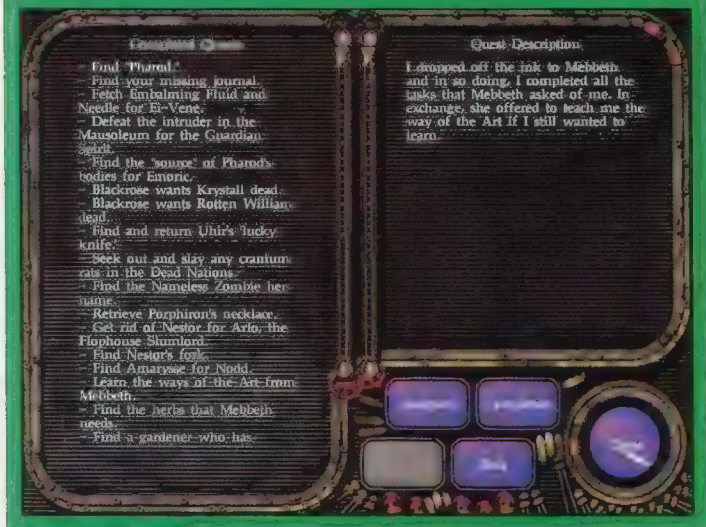 Completed Quests
- Find "Pharod."
- Find your missing journal.
- Fetch Embalming Fluid and
Needle for Ei-Vene.
- Defeat the intruder in the
Mausoleum for the Guardian
Spirit.
- Find the "source" of Pharod's
bodies for Emoric.
- Blackrose wants Krystall dead.
- Blackrose wants Rotten William
dead.
- Find and return Uhir's "lucky
knife."
- Seek out and slay any cranium
rats in the Dead Nations.
- Find the Nameless Zombie her
name.
- Retrieve Porphiron's necklace.
- Get rid of Nestor for Arlo, the
Flophouse Slumlord.
- Find Nestor's fork.
- Find Amarysse for Nodd.
- Learn the ways of the Art from
Mebbeth.
- Find the herbs that Mebbeth
needs.
- Find a gardener who has
Quest Description
I dropped off the ink to Mebbeth
and in so doing, I completed all the
tasks that Mebbeth asked of me. In
exchange, she offered to teach me the
way of the Art if I still wanted to
learn.